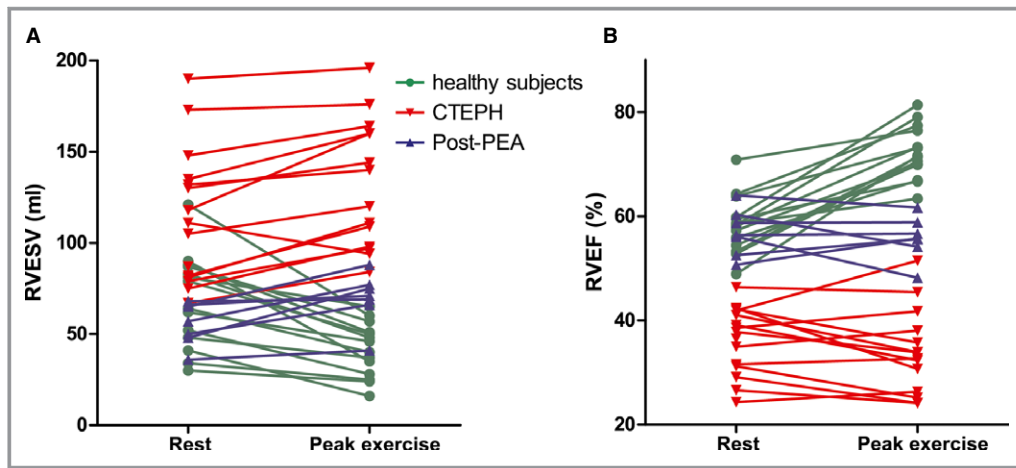 A
B
200
150
100
50
0
RVESV (ml)
Rest
Peak exercise
healthy subjects
CTEPH
Post-PEA
80
60
40
20
RVEF (%)
Rest
Peak exercise